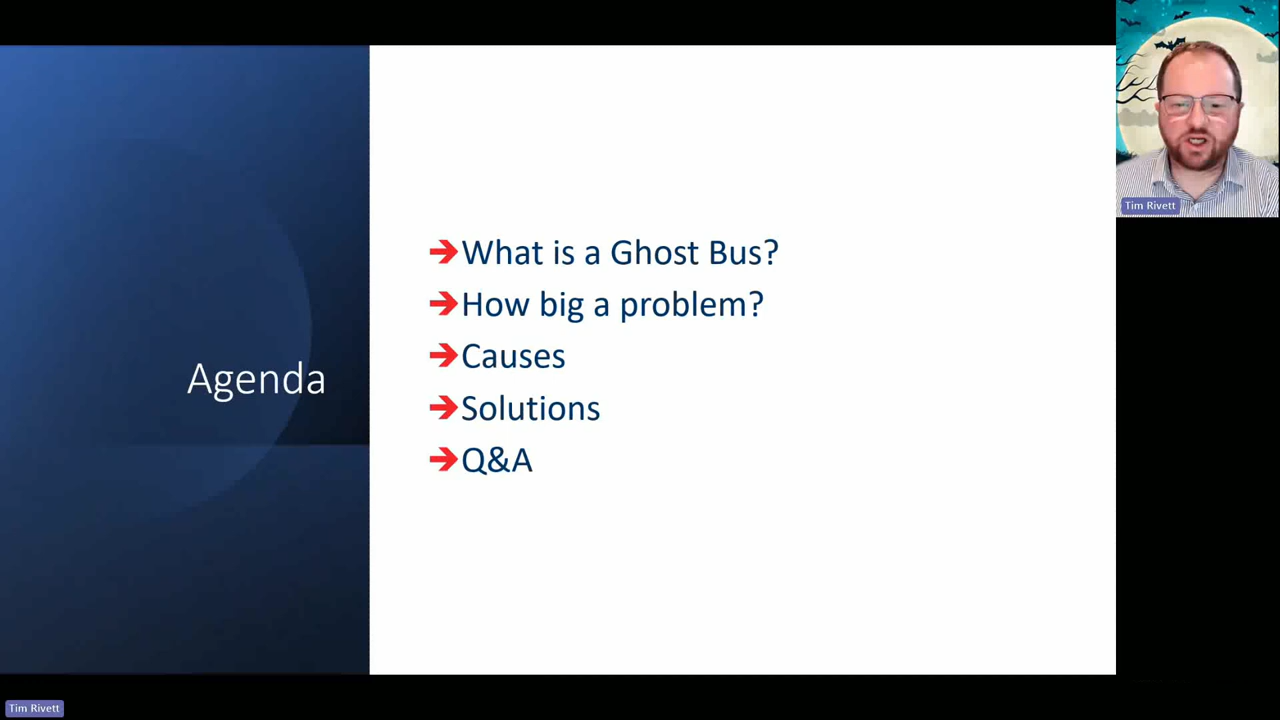 Agenda
What is a Ghost Bus?
How big a problem?
Causes
Solutions
Q&A
Tim Rivett
Tim Rivett